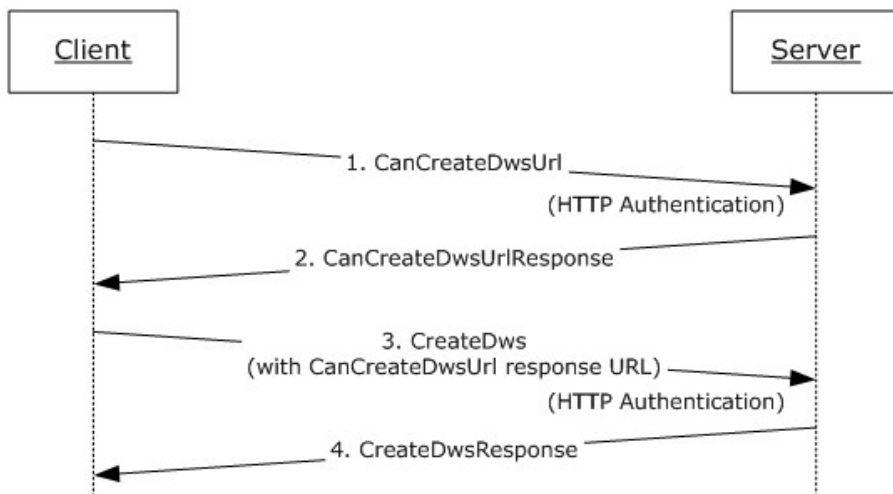 Client
Server
1. CanCreateDwsUrl
(HTTP Authentication)
2. CanCreateDwsUrlResponse
3. CreateDws
(with CanCreateDwsUrl response URL)
(HTTP Authentication)
4. CreateDwsResponse